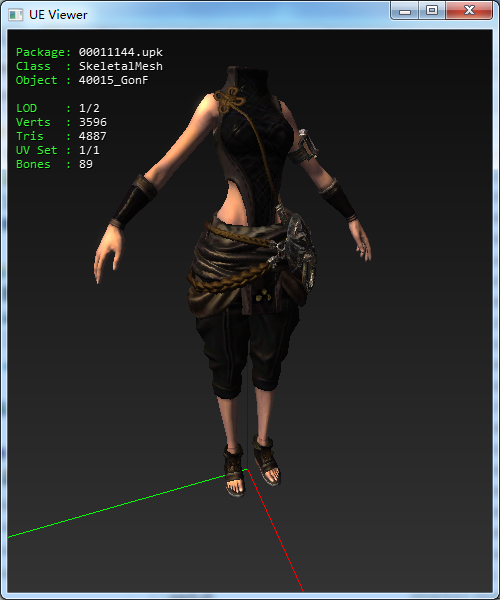 UE Viewer
Package: 00011144.upk
Class : SkeletalMesh
Object : 40015_GonF
LOD : 1/2
Verts : 3596
Tris : 4887
UV Set : 1/1
Bones : 89